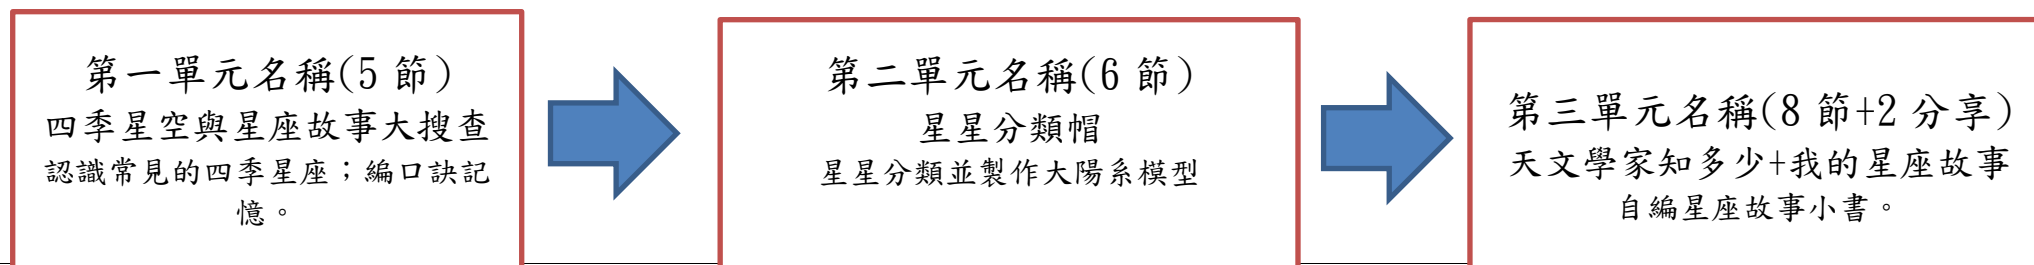 第一單元名稱(5 節)
四季星空與星座故事大搜查
認識常見的四季星座；編口訣記
憶。
第二單元名稱(6 節)
星星分類帽
星星分類並製作大陽系模型
第三單元名稱(8 節+2 分享)
天文學家知多少+我的星座故事
自編星座故事小書。